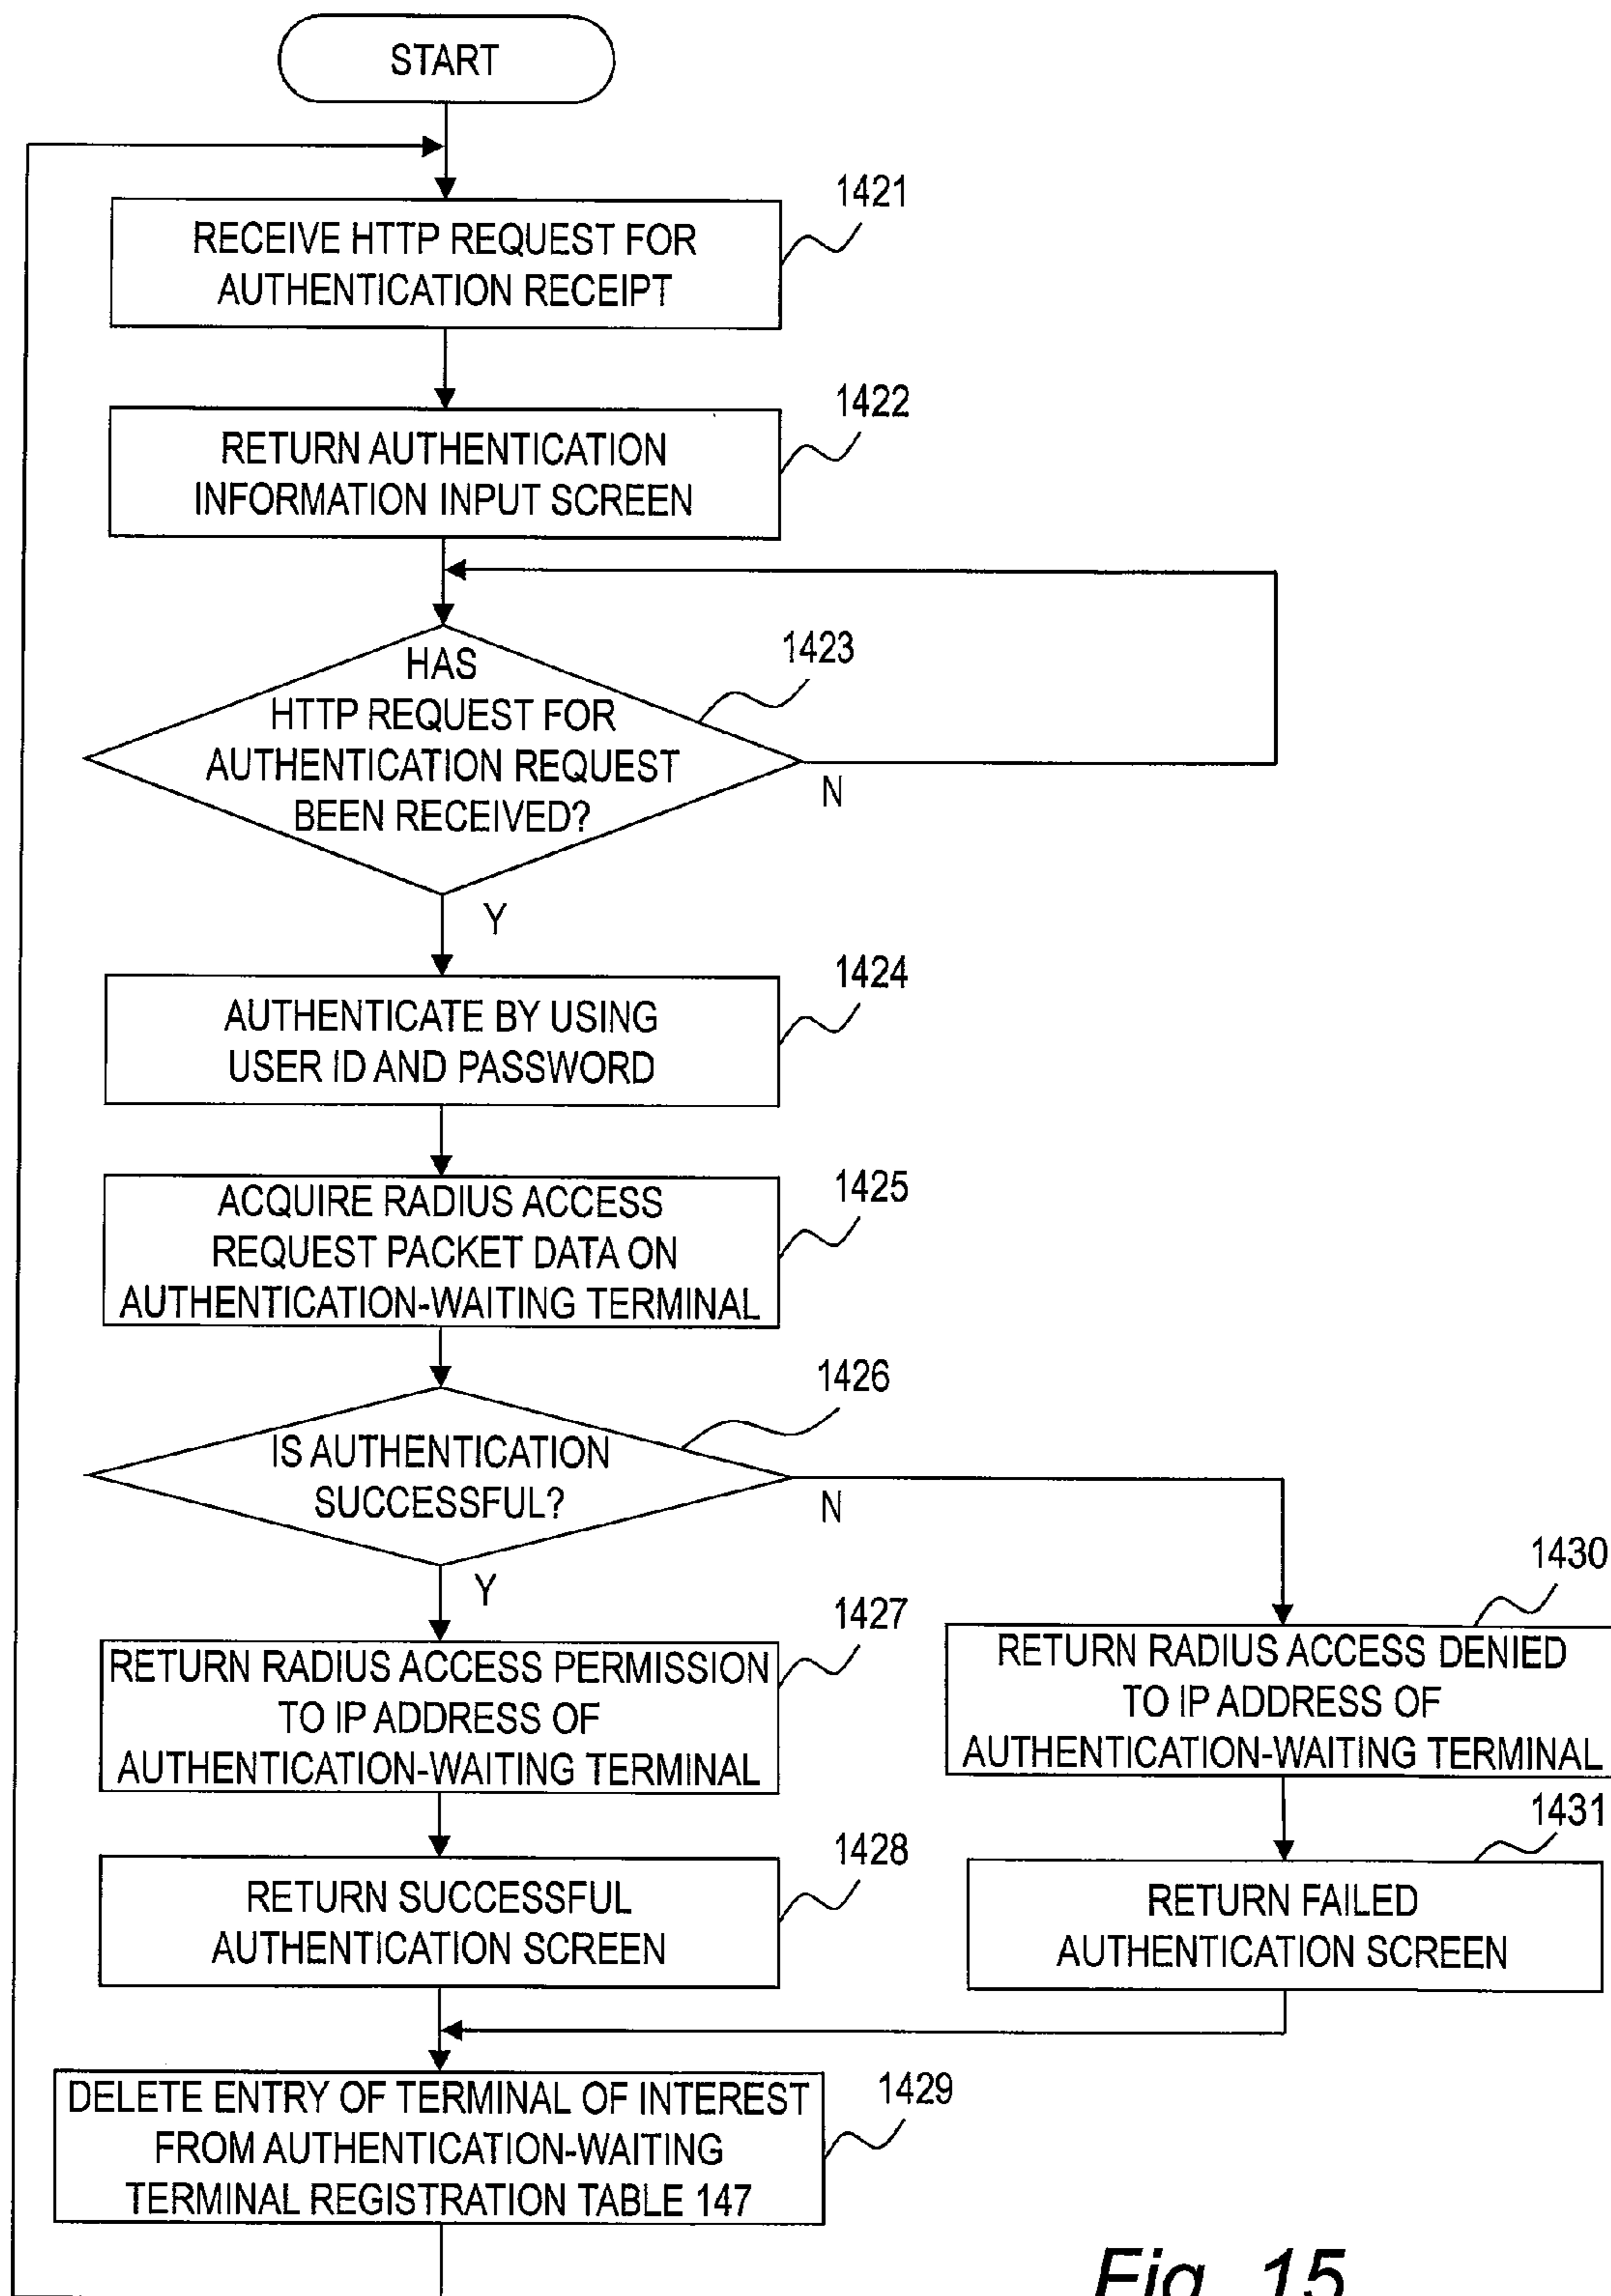 START
1421
RECEIVE HTTP REQUEST FOR
AUTHENTICATION RECEIPT
1422
RETURN AUTHENTICATION
INFORMATION INPUT SCREEN
1423
HAS
HTTP REQUEST FOR
AUTHENTICATION REQUEST
BEEN RECEIVED?
N
Y
1424
AUTHENTICATE BY USING
USER ID AND PASSWORD
1425
ACQUIRE RADIUS ACCESS
REQUEST PACKET DATA ON
AUTHENTICATION-WAITING TERMINAL
1426
IS AUTHENTICATION
SUCCESSFUL?
N
Y
1427
RETURN RADIUS ACCESS PERMISSION
TO IP ADDRESS OF
AUTHENTICATION-WAITING TERMINAL
1430
RETURN RADIUS ACCESS DENIED
TO IP ADDRESS OF
AUTHENTICATION-WAITING TERMINAL
1428
RETURN SUCCESSFUL
AUTHENTICATION SCREEN
1431
RETURN FAILED
AUTHENTICATION SCREEN
1429
DELETE ENTRY OF TERMINAL OF INTEREST
FROM AUTHENTICATION-WAITING
TERMINAL REGISTRATION TABLE 147
Fig. 15